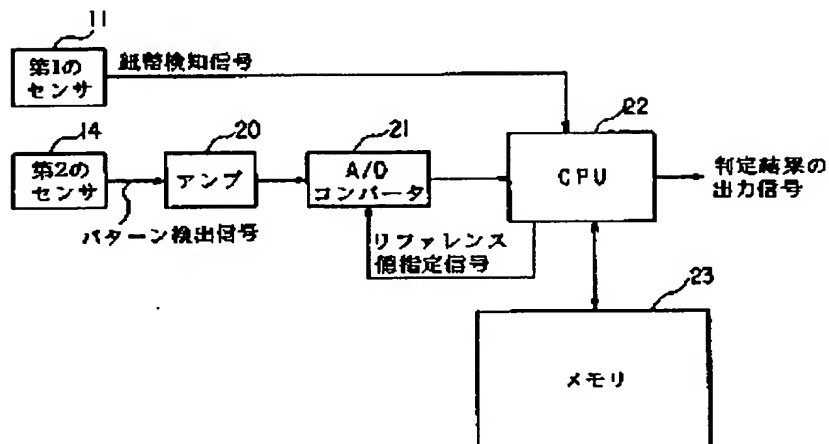 11
第1の
センサ
紙幣検知信号
14
第2の
センサ
パターン検出信号
20
アンプ
21
A/D
コンバータ
リファレンス
値指定信号
22
CPU
判定結果の
出力信号
23
メモリ